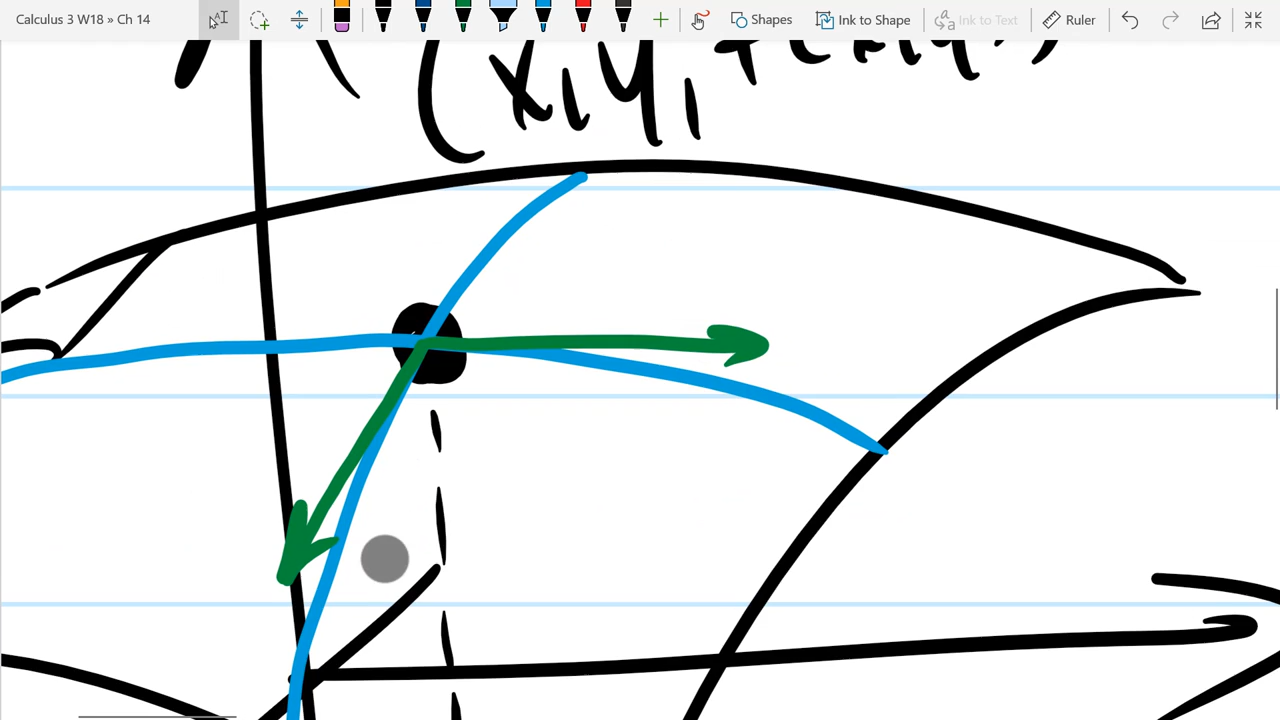 Calculus 3 W18 » Ch 14
Shapes
Ink to Shape
Ink to Text
Ruler
(x, y,